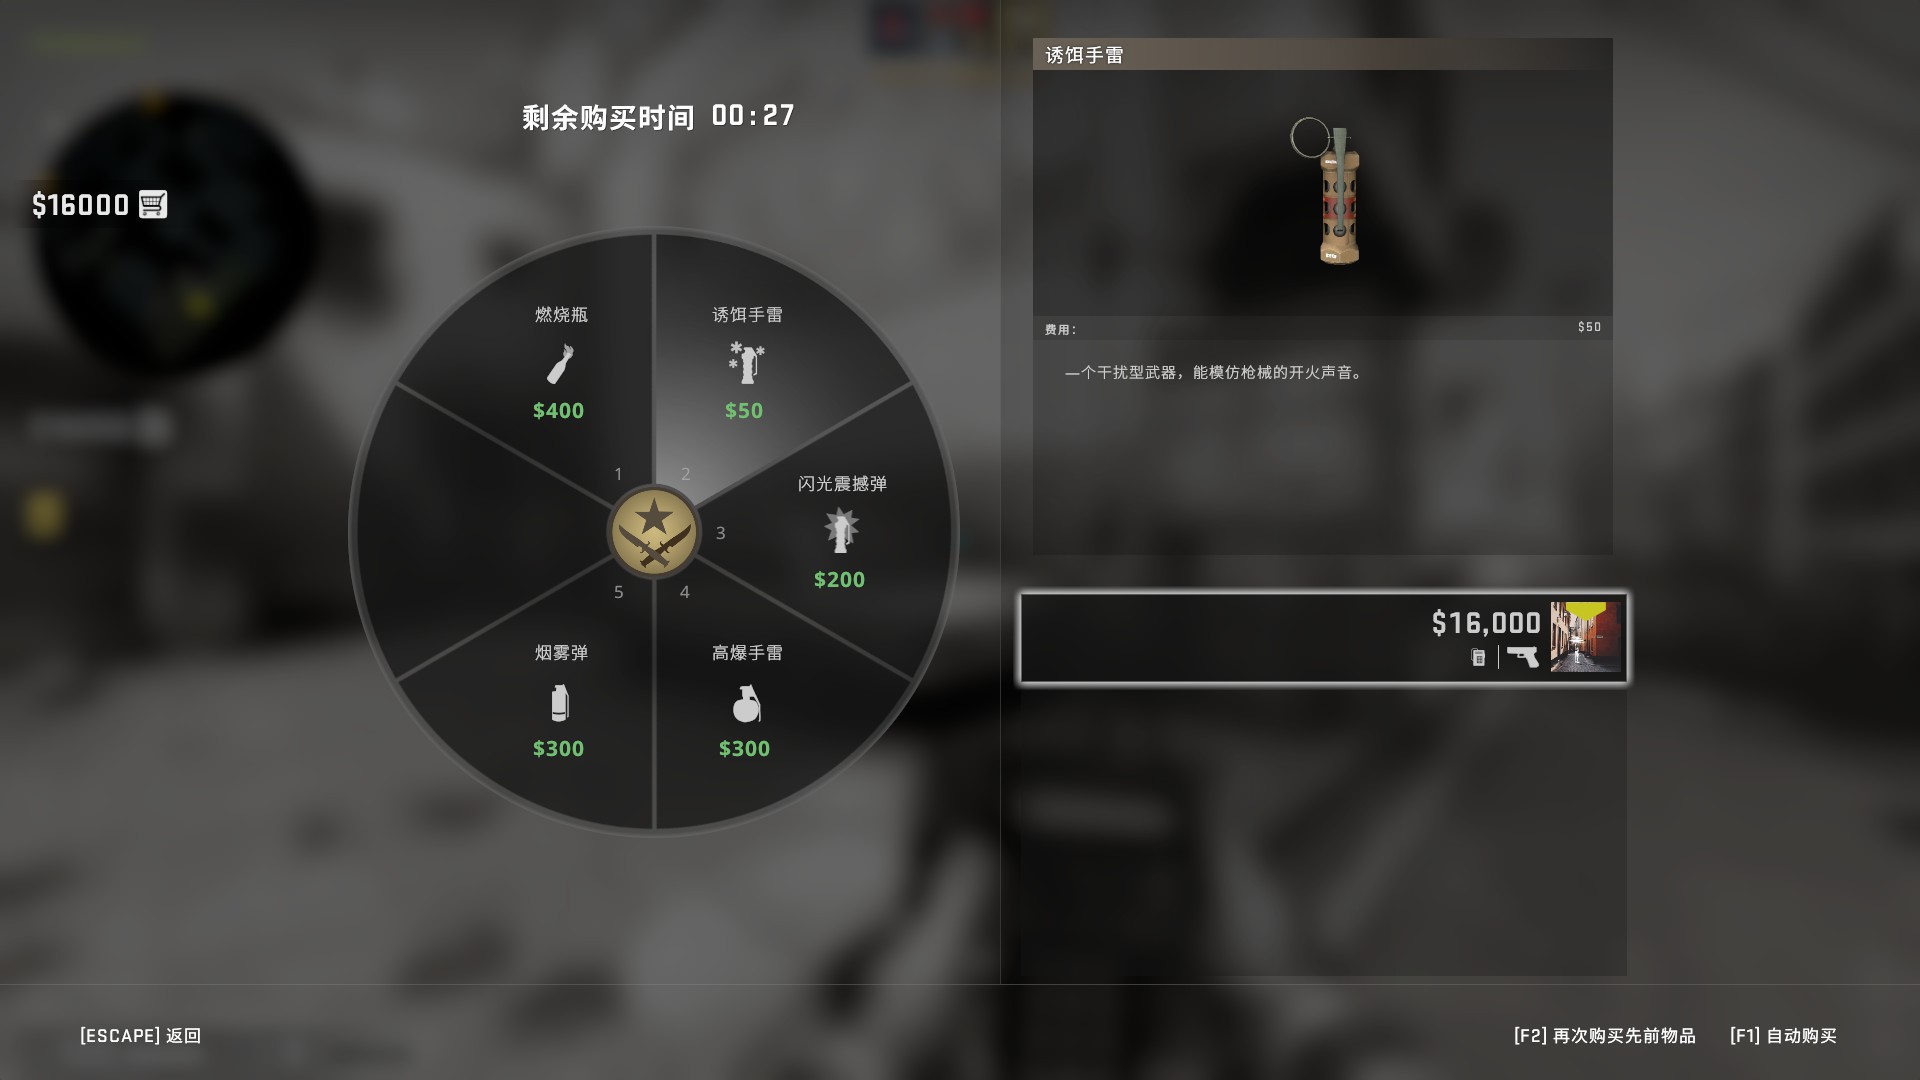 剩余购买时间 00:27
$16000
燃烧瓶
$400
诱饵手雷
$50
闪光震撼弹
$200
高爆手雷
$300
烟雾弹
$300
1
2
3
4
5
诱饵手雷
费用:
$50
一个干扰型武器，能模仿枪械的开火声音。
$16,000
[ESCAPE] 返回
[F2] 再次购买先前物品
[F1] 自动购买